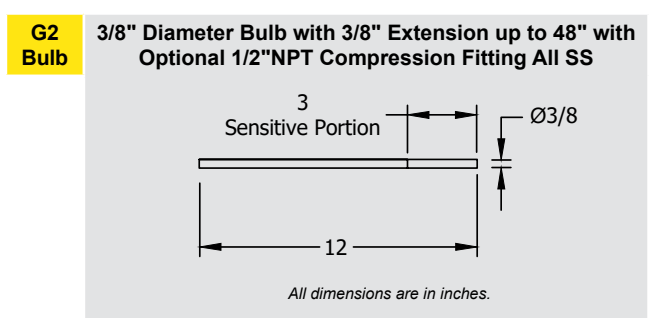 G2
Bulb
3/8" Diameter Bulb with 3/8" Extension up to 48" with
Optional 1/2"NPT Compression Fitting All SS
3
Sensitive Portion
Ø3/8
12
All dimensions are in inches.